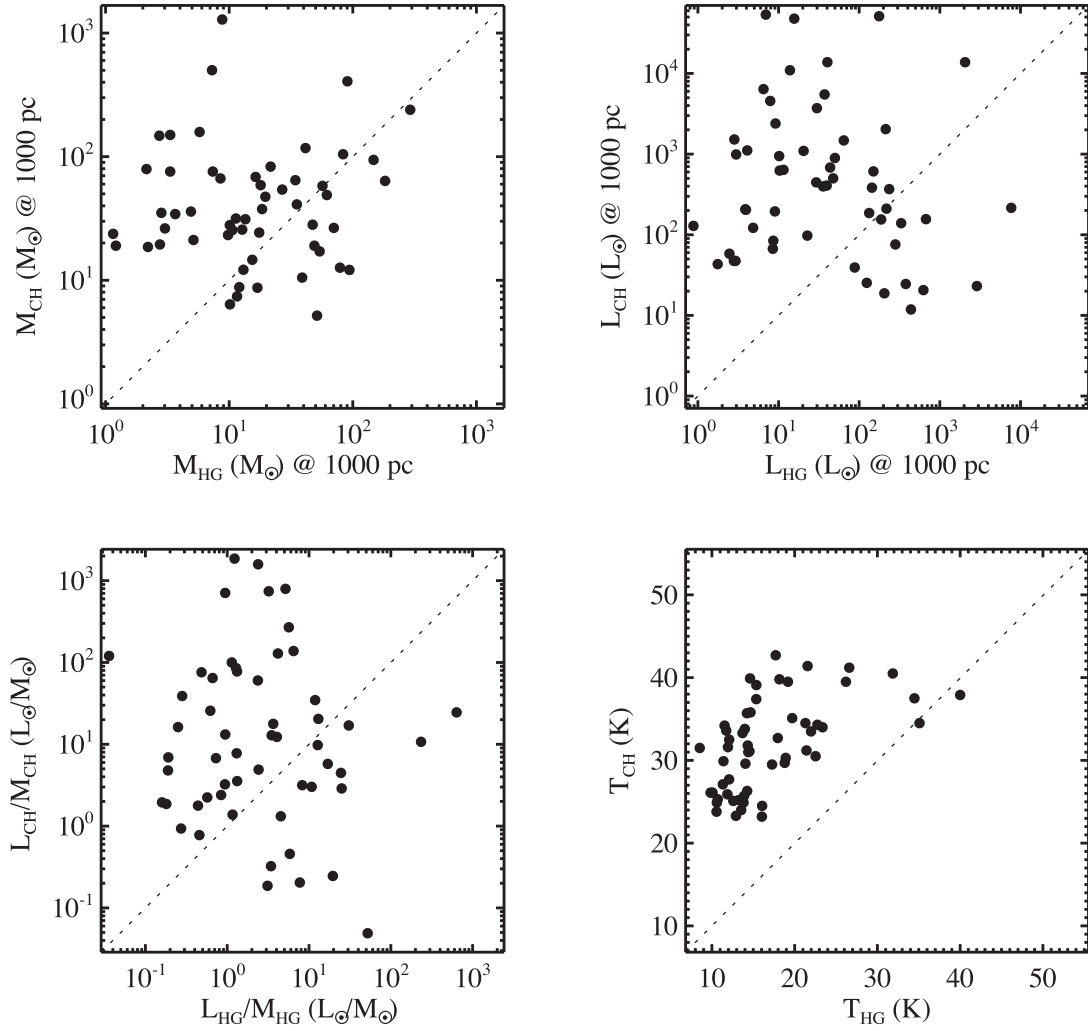 10³
10²
10¹
10⁰
M_CH (M☉) @ 1000 pc
10⁰ 10¹ 10² 10³
M_HG (M☉) @ 1000 pc
10⁴
10³
10²
10¹
10⁰
L_CH (L☉) @ 1000 pc
10⁰ 10¹ 10² 10³ 10⁴
L_HG (L☉) @ 1000 pc
10³
10²
10¹
10⁰
10⁻¹
L_CH/M_CH (L☉/M☉)
10⁻¹ 10⁰ 10¹ 10² 10³
L_HG/M_HG (L☉/M☉)
50
40
30
20
10
T_CH (K)
10 20 30 40 50
T_HG (K)